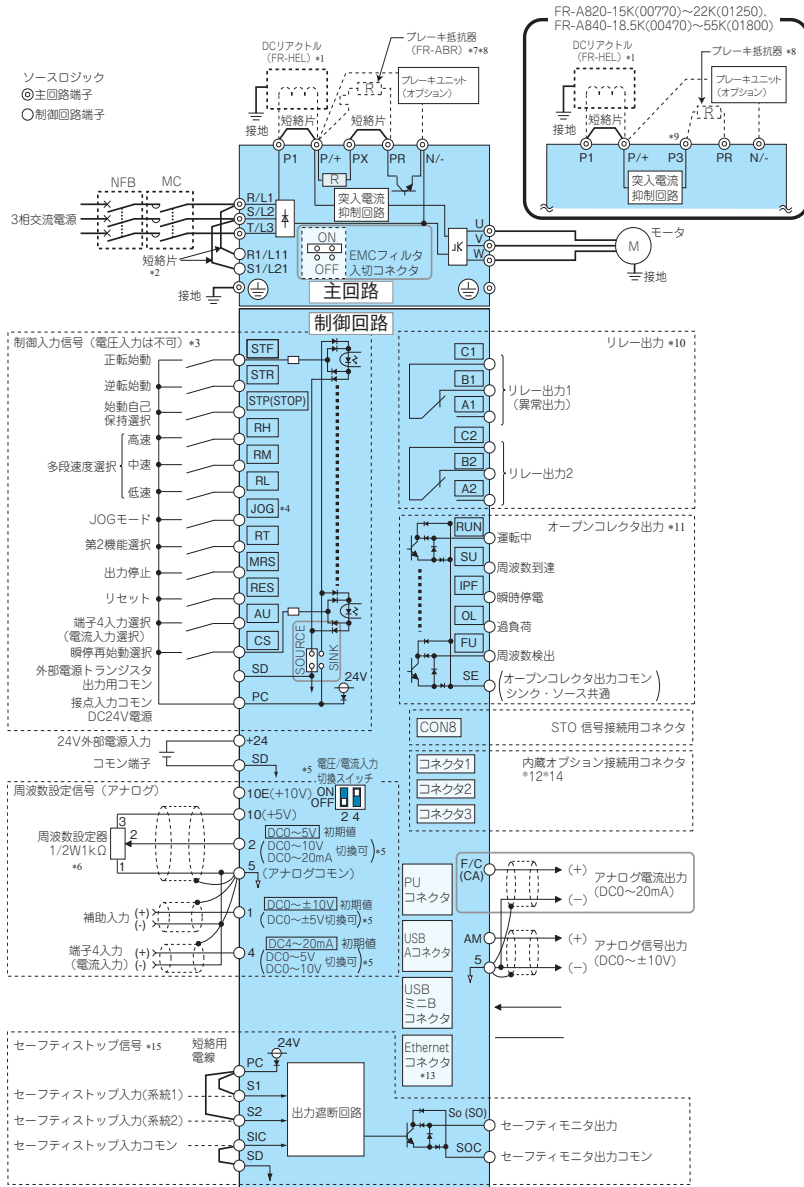 FR-A820-15K(00770)～22K(01250)、
FR-A840-18.5K(00470)～55K(01800)
DCリアクトル
(FR-HEL) *1
ブレーキ抵抗器 *8
ブレーキユニット
(オプション)
R
短絡片
接地
*9
P1
P/+
P3
PR
N/-
突入電流
抑制回路
ソースロジック
◎主回路端子
○制御回路端子
DCリアクトル
(FR-HEL) *1
ブレーキ抵抗器
(FR-ABR) *7*8
ブレーキユニット
(オプション)
R
短絡片
短絡片
接地
P1
P/+
PX
PR
N/-
R
突入電流
抑制回路
NFB
MC
3相交流電源
R/L1
S/L2
T/L3
R1/L11
S1/L21
短絡片
*2
接地
ON
OFF
EMCフィルタ
入切コネクタ
主回路
U
V
W
モータ
M
接地
制御回路
制御入力信号（電圧入力は不可）*3
正転始動
STF
逆転始動
STR
始動自己
保持選択
STP(STOP)
多段速度選択
高速
RH
中速
RM
低速
RL
JOGモード
JOG *4
第2機能選択
RT
出力停止
MRS
リセット
RES
端子4入力選択
(電流入力選択)
AU
瞬停再始動選択
CS
外部電源トランジスタ
出力用コモン
SD
接点入力コモン
DC24V電源
PC
SOURCE
SINK
24V
24V外部電源入力
+24
コモン端子
SD
リレー出力 *10
C1
B1
A1
リレー出力1
(異常出力)
C2
B2
A2
リレー出力2
オープンコレクタ出力 *11
RUN
運転中
SU
周波数到達
IPF
瞬時停電
OL
過負荷
FU
周波数検出
SE
(オープンコレクタ出力コモン
シンク・ソース共通)
CON8
STO 信号接続用コネクタ
コネクタ1
コネクタ2
コネクタ3
内蔵オプション接続用コネクタ
*12*14
周波数設定信号（アナログ）
*5
電圧/電流入力
切換スイッチ
ON
OFF
2 4
10E(+10V)
10(+5V)
周波数設定器
1/2W1kΩ
*6
3
2
1
2
DC0～5V 初期値
(DC0～10V
DC0～20mA 切換可)*5
5
(アナログコモン)
補助入力
(+)
(-)
1
DC0～±10V 初期値
(DC0～±5V切換可)*5
端子4入力
(電流入力)
(+)
(-)
4
DC4～20mA 初期値
(DC0～5V
DC0～10V 切換可)*5
PU
コネクタ
USB
Aコネクタ
USB
ミニB
コネクタ
Ethernet
コネクタ
*13
F/C
(CA)
(+)
(−)
アナログ電流出力
(DC0～20mA)
AM
5
(+)
(−)
アナログ信号出力
(DC0～±10V)
セーフティストップ信号 *15
短絡用
電線
24V
PC
セーフティストップ入力(系統1)
S1
セーフティストップ入力(系統2)
S2
セーフティストップ入力コモン
SIC
SD
出力遮断回路
So (SO)
セーフティモニタ出力
SOC
セーフティモニタ出力コモン